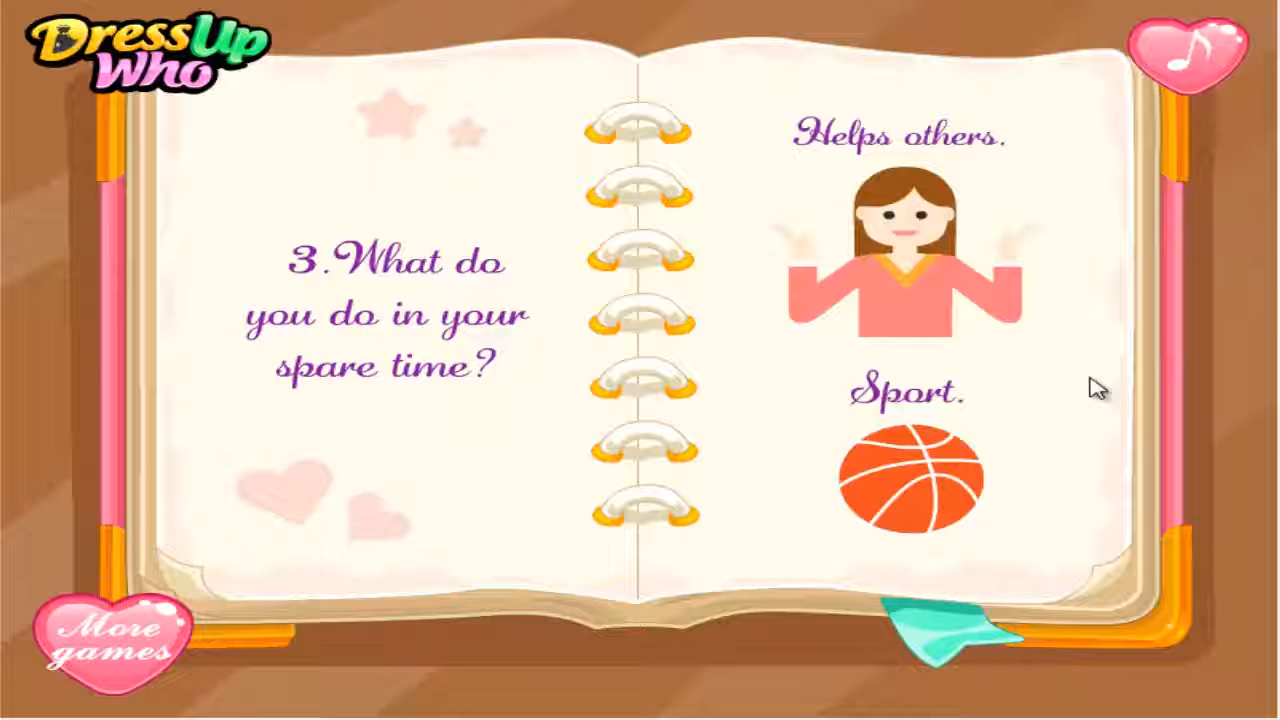 DressUp
Who
3.What do
you do in your
spare time?
Helps others.
Sport.
More
games